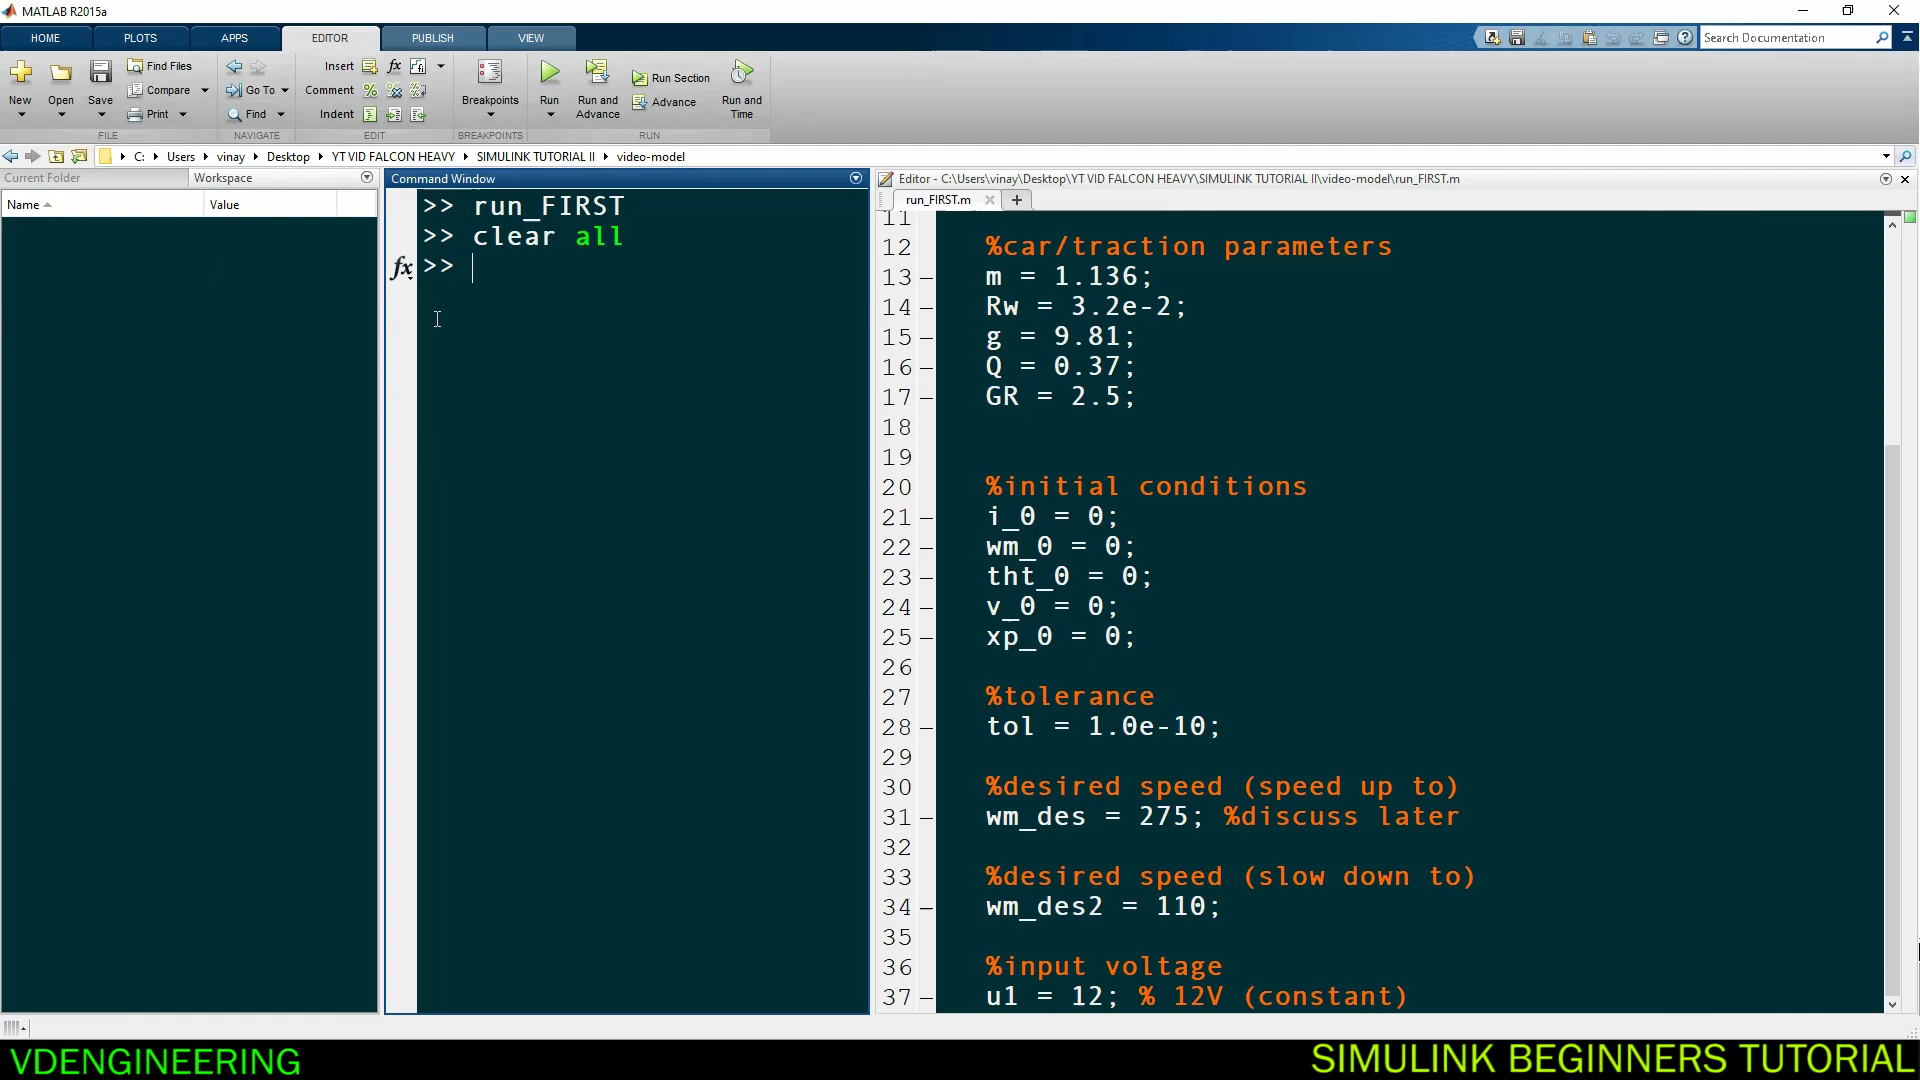 MATLAB R2015a
HOME PLOTS APPS EDITOR PUBLISH VIEW
Search Documentation
New Open Save Find Files Compare Print
FILE
Go To Find
NAVIGATE
Insert fx
Comment
Indent
EDIT
Breakpoints
BREAKPOINTS
Run Run and Advance Run Section Advance Run and Time
RUN
C: Users vinay Desktop YT VID FALCON HEAVY SIMULINK TUTORIAL II video-model
Current Folder Workspace
Name Value
Command Window
>> run_FIRST
>> clear all
fx >>
Editor - C:\Users\vinay\Desktop\YT VID FALCON HEAVY\SIMULINK TUTORIAL II\video-model\run_FIRST.m
run_FIRST.m
11
12 %car/traction parameters
13 – m = 1.136;
14 – Rw = 3.2e-2;
15 – g = 9.81;
16 – Q = 0.37;
17 – GR = 2.5;
18
19
20 %initial conditions
21 – i_0 = 0;
22 – wm_0 = 0;
23 – tht_0 = 0;
24 – v_0 = 0;
25 – xp_0 = 0;
26
27 %tolerance
28 – tol = 1.0e-10;
29
30 %desired speed (speed up to)
31 – wm_des = 275; %discuss later
32
33 %desired speed (slow down to)
34 – wm_des2 = 110;
35
36 %input voltage
37 – u1 = 12; % 12V (constant)
VDENGINEERING
SIMULINK BEGINNERS TUTORIAL